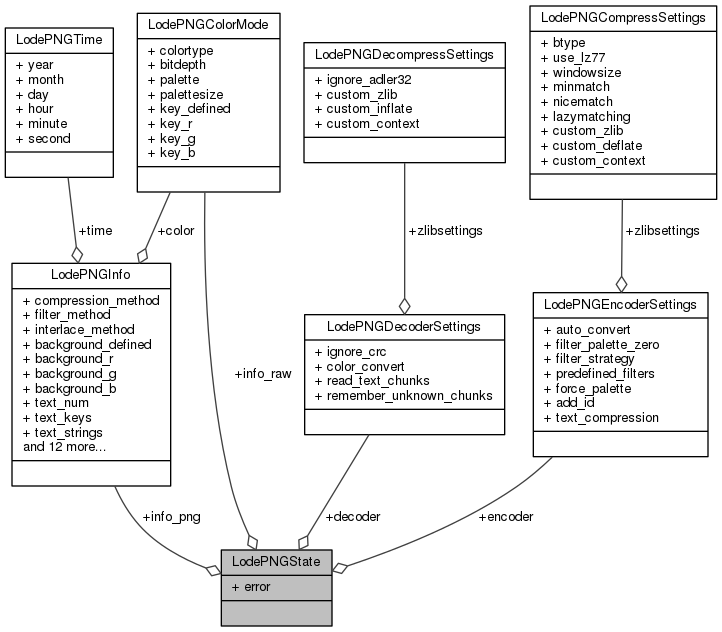 LodePNGTime
+ year
+ month
+ day
+ hour
+ minute
+ second
LodePNGColorMode
+ colortype
+ bitdepth
+ palette
+ palettesize
+ key_defined
+ key_r
+ key_g
+ key_b
LodePNGDecompressSettings
+ ignore_adler32
+ custom_zlib
+ custom_inflate
+ custom_context
LodePNGCompressSettings
+ btype
+ use_lz77
+ windowsize
+ minmatch
+ nicematch
+ lazymatching
+ custom_zlib
+ custom_deflate
+ custom_context
+time
+color
+zlibsettings
+zlibsettings
LodePNGInfo
+ compression_method
+ filter_method
+ interlace_method
+ background_defined
+ background_r
+ background_g
+ background_b
+ text_num
+ text_keys
+ text_strings
and 12 more...
+info_raw
LodePNGDecoderSettings
+ ignore_crc
+ color_convert
+ read_text_chunks
+ remember_unknown_chunks
LodePNGEncoderSettings
+ auto_convert
+ filter_palette_zero
+ filter_strategy
+ predefined_filters
+ force_palette
+ add_id
+ text_compression
+info_png
+decoder
+encoder
LodePNGState
+ error